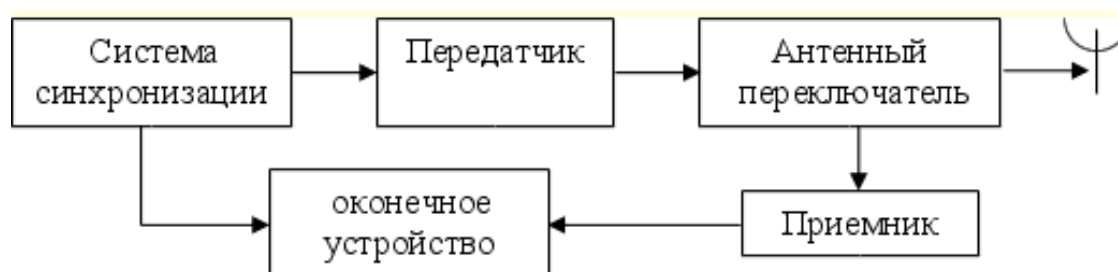 Система
синхронизации
Передатчик
Антенный
переключатель
оконечное
устройство
Приемник